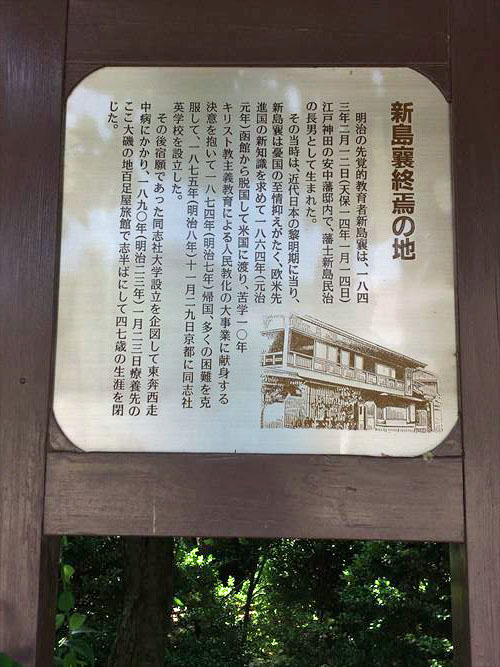 新島襄終焉の地
明治の先覚的教育者新島襄は、一八四
三年二月一二日(天保一四年一月一四日)
江戸神田の安中藩邸内で、藩士新島民治
の長男として生まれた。
その当時は、近代日本の黎明期に当り、
新島襄は憂国の至情抑えがたく、欧米先
進国の新知識を求めて一八六四年(元治
元年)函館から脱国して米国に渡り、苦学一〇年
キリスト教主義教育による人民教化の大事業に献身する
決意を抱いて一八七四年(明治七年)帰国、多くの困難を克
服して、一八七五年(明治八年)十一月二九日京都に同志社
英学校を設立した。
その後宿願であった同志社大学設立を企図して東奔西走
中病にかかり、一八九〇年(明治二三年)一月二三日療養先の
ここ大磯の地百足屋旅館で志半ばにして四七歳の生涯を閉
じた。